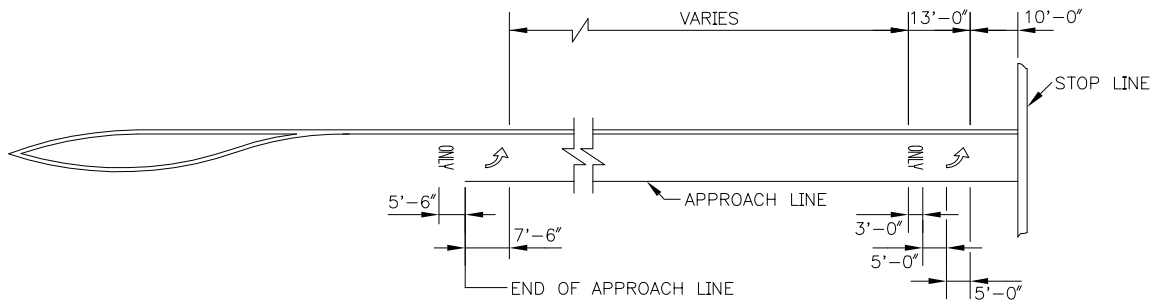 VARIES
13'-0"
10'-0"
STOP LINE
ONLY
ONLY
5'-6"
APPROACH LINE
3'-0"
7'-6"
5'-0"
END OF APPROACH LINE
5'-0"